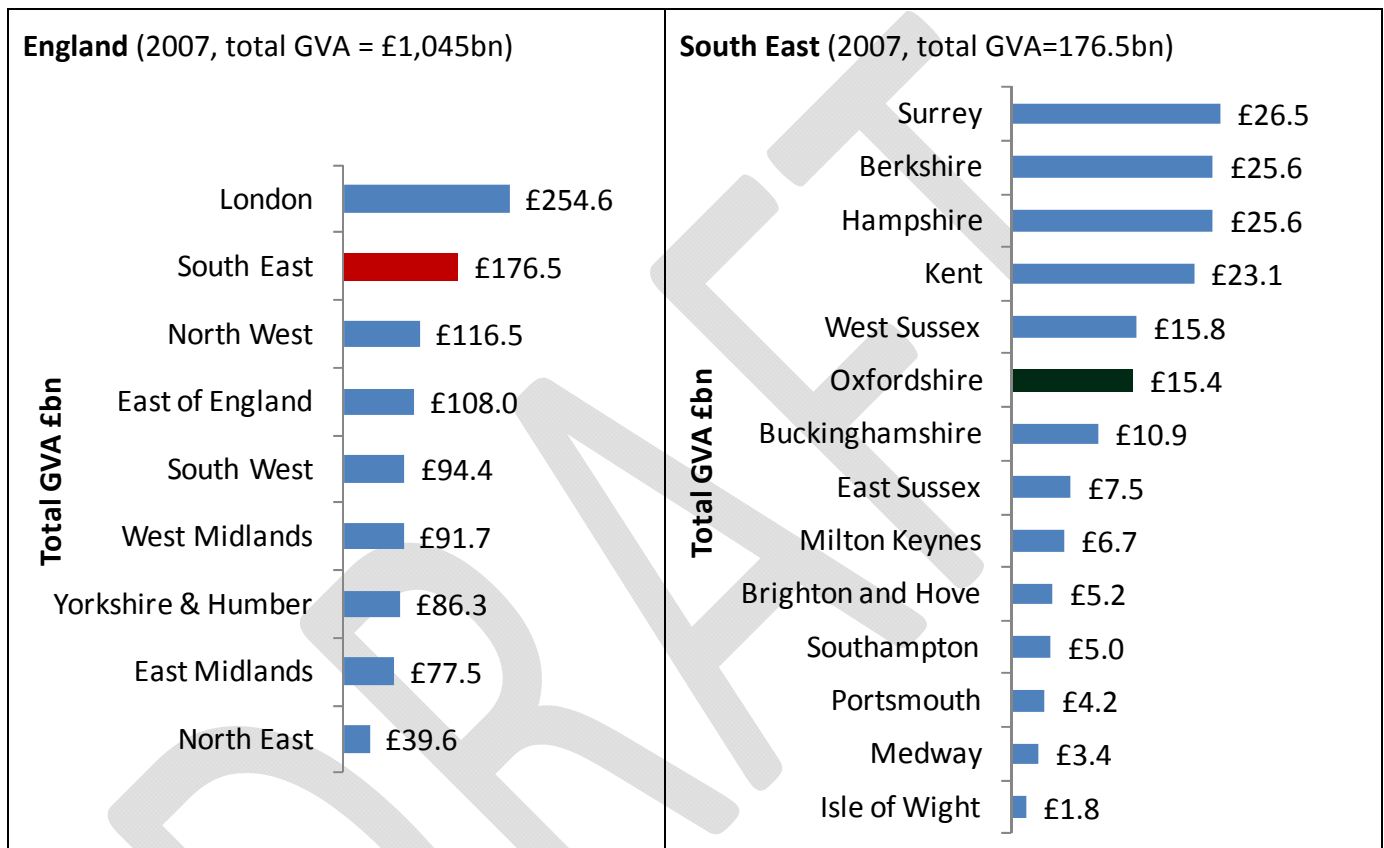 England (2007, total GVA = £1,045bn)
Total GVA £bn
London £254.6
South East £176.5
North West £116.5
East of England £108.0
South West £94.4
West Midlands £91.7
Yorkshire & Humber £86.3
East Midlands £77.5
North East £39.6
South East (2007, total GVA=176.5bn)
Total GVA £bn
Surrey £26.5
Berkshire £25.6
Hampshire £25.6
Kent £23.1
West Sussex £15.8
Oxfordshire £15.4
Buckinghamshire £10.9
East Sussex £7.5
Milton Keynes £6.7
Brighton and Hove £5.2
Southampton £5.0
Portsmouth £4.2
Medway £3.4
Isle of Wight £1.8
DRAFT